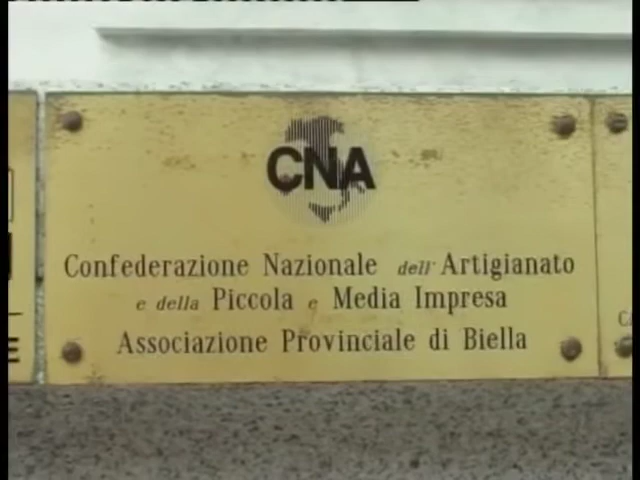 CNA
Confederazione Nazionale dell'Artigianato
e della Piccola e Media Impresa
Associazione Provinciale di Biella